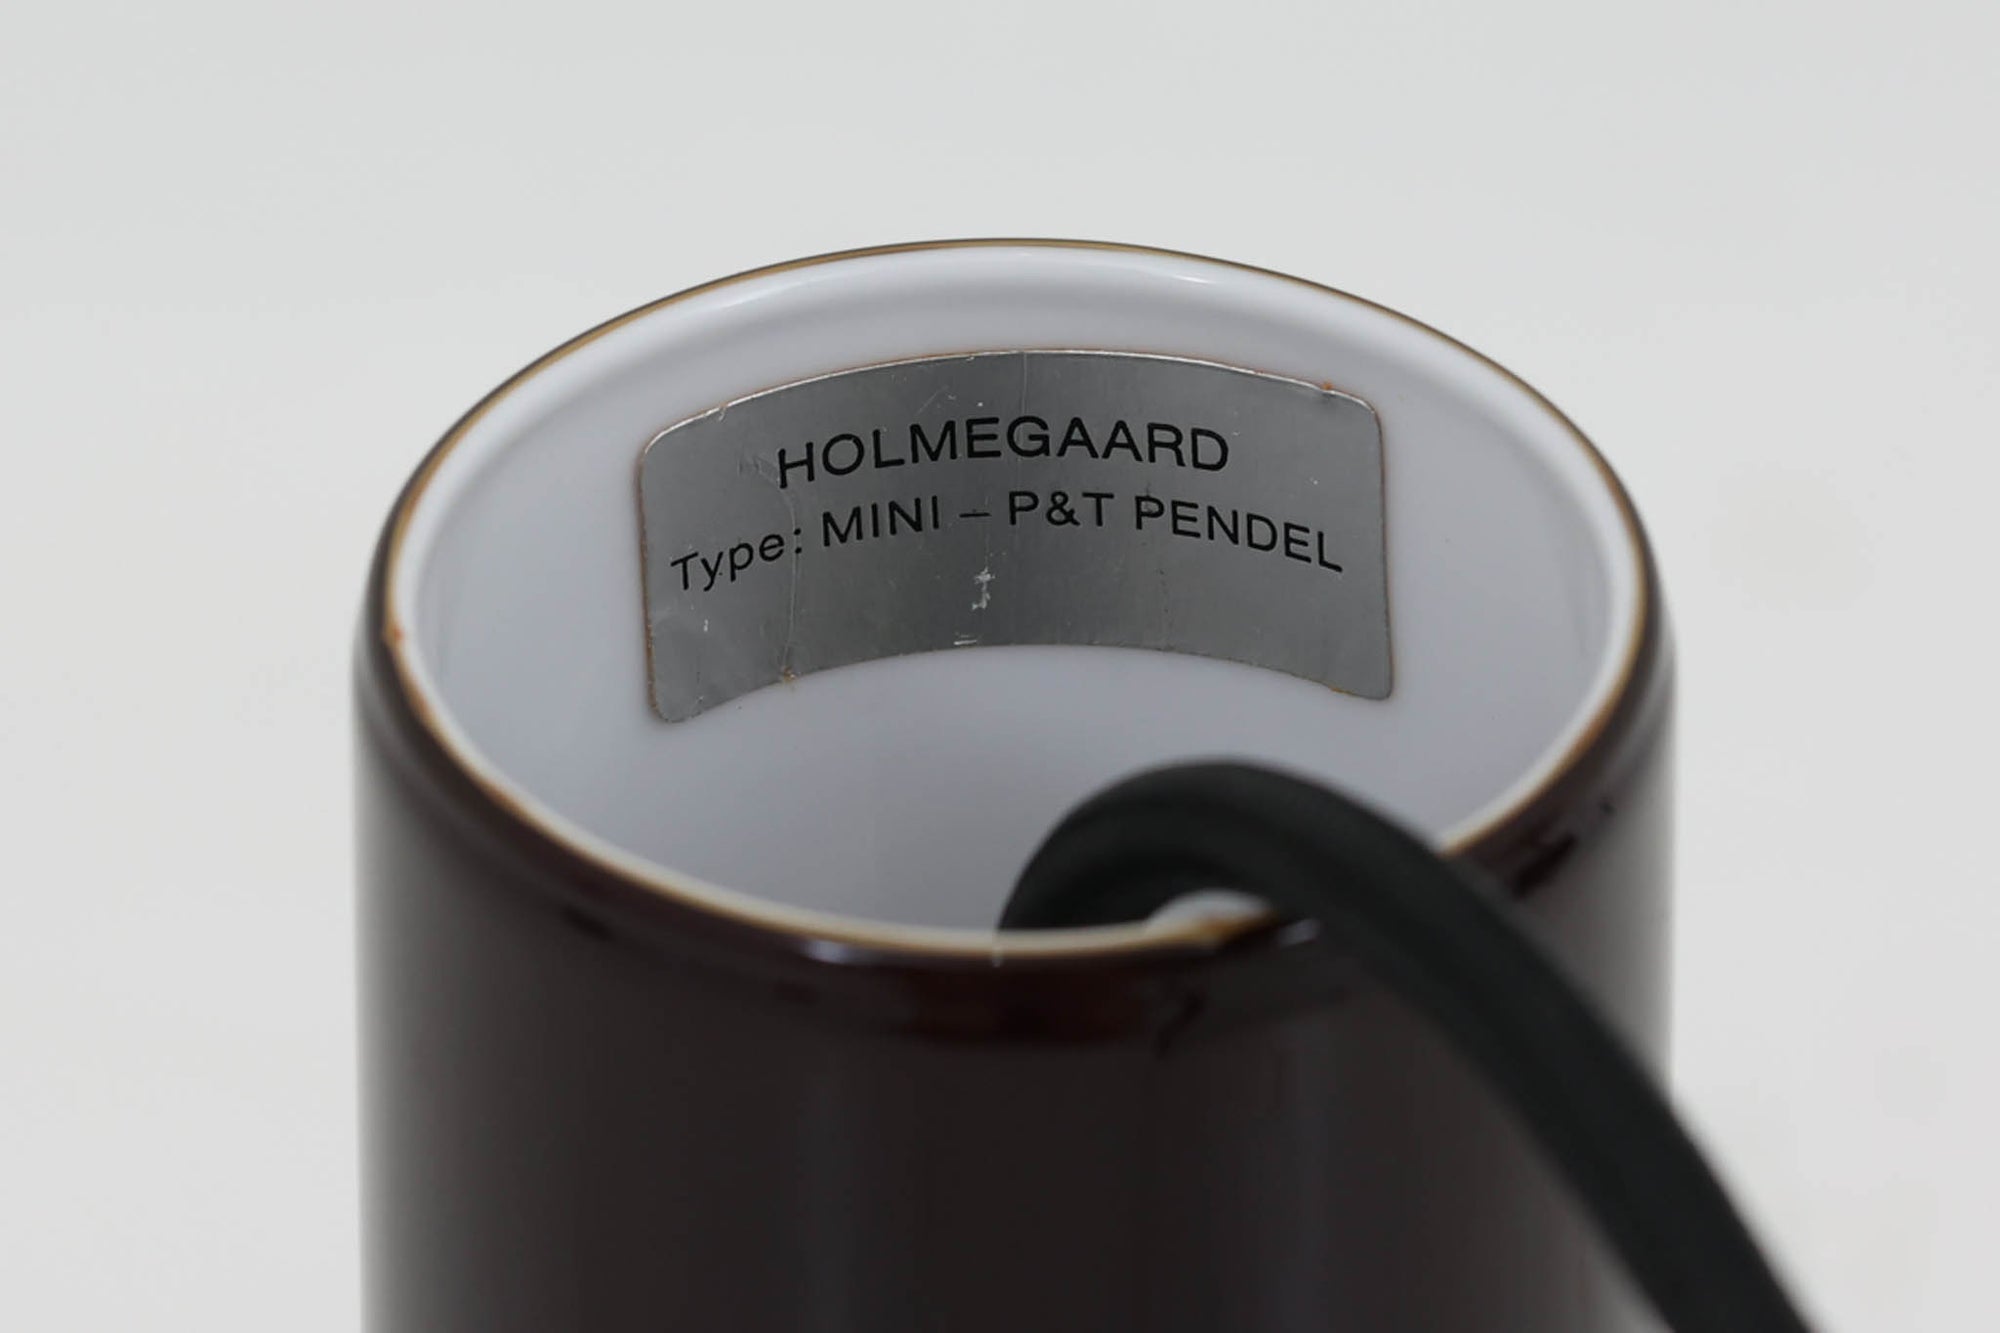 HOLMEGAARD
Type: MINI – P&T PENDEL